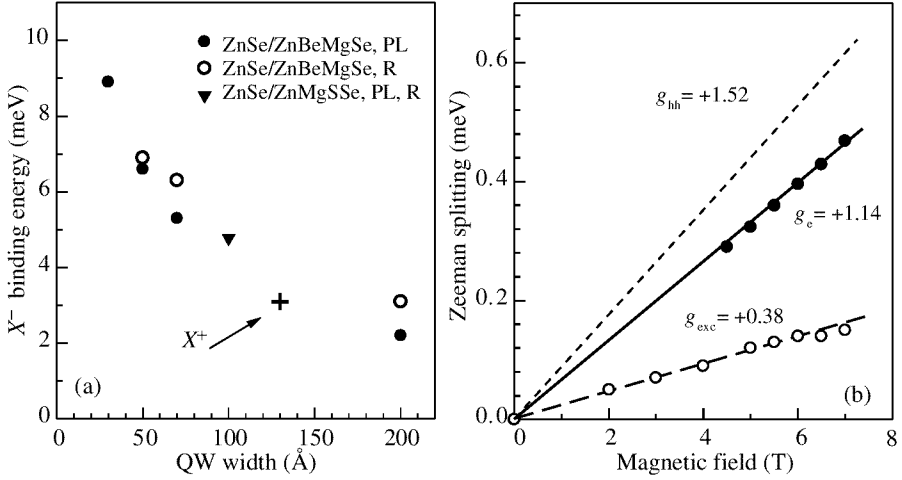 10
8
6
4
2
0
X⁻ binding energy (meV)
ZnSe/ZnBeMgSe, PL
ZnSe/ZnBeMgSe, R
ZnSe/ZnMgSSe, PL, R
X⁺
(a)
0 50 100 150 200
QW width (Å)
0.6
0.4
0.2
0.0
Zeeman splitting (meV)
g_hh = +1.52
g_e = +1.14
g_exc = +0.38
(b)
0 2 4 6 8
Magnetic field (T)